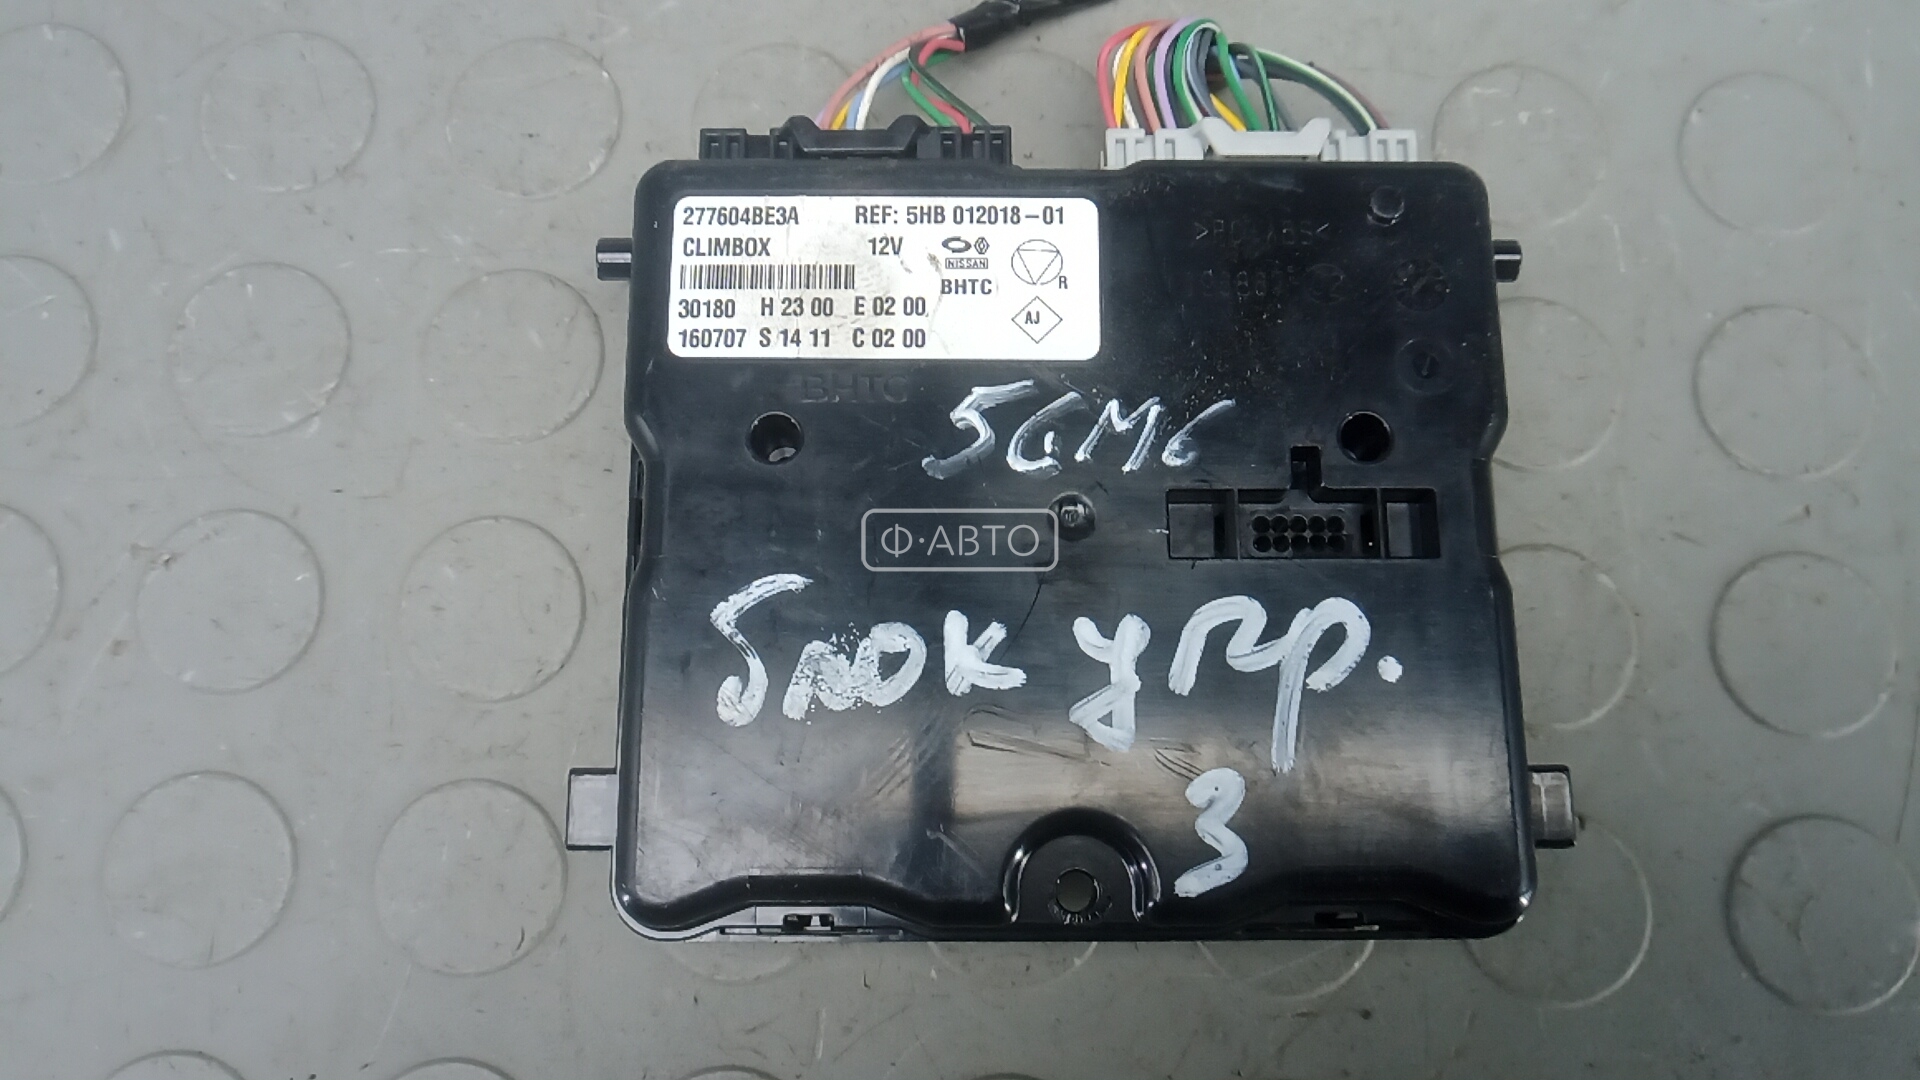 277604BE3A REF: 5HB 012018-01
CLIMBOX 12V
NISSAN
BHTC R
30180 H 23 00 E 02 00 AJ
160707 S 14 11 C 02 00
BHTC
5GM6
Ф·АВТО
блок упр.
3